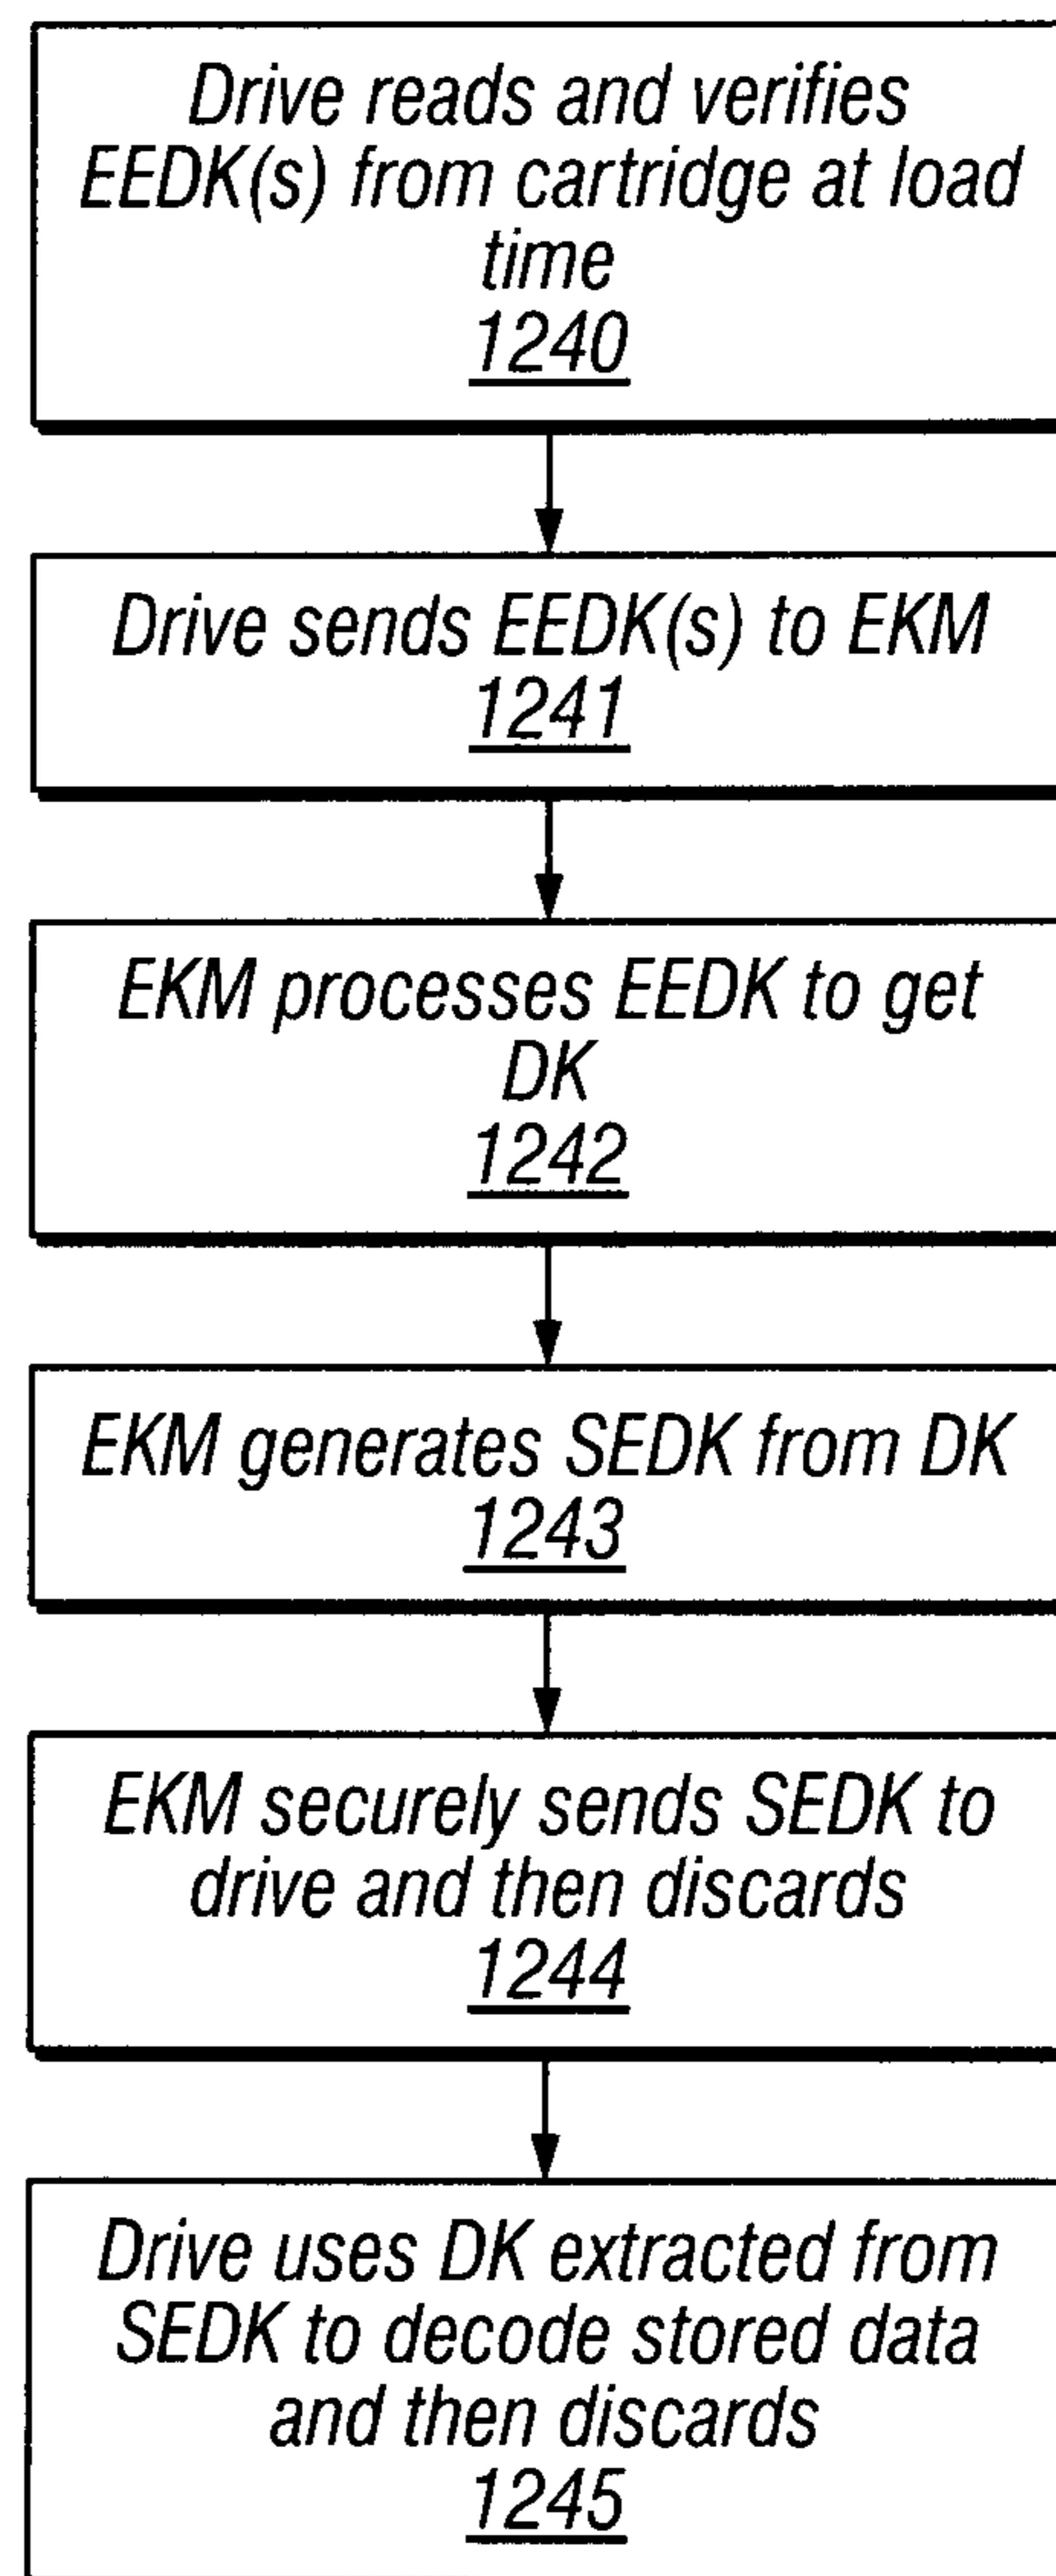 Drive reads and verifies
EEDK(s) from cartridge at load
time
1240
Drive sends EEDK(s) to EKM
1241
EKM processes EEDK to get
DK
1242
EKM generates SEDK from DK
1243
EKM securely sends SEDK to
drive and then discards
1244
Drive uses DK extracted from
SEDK to decode stored data
and then discards
1245